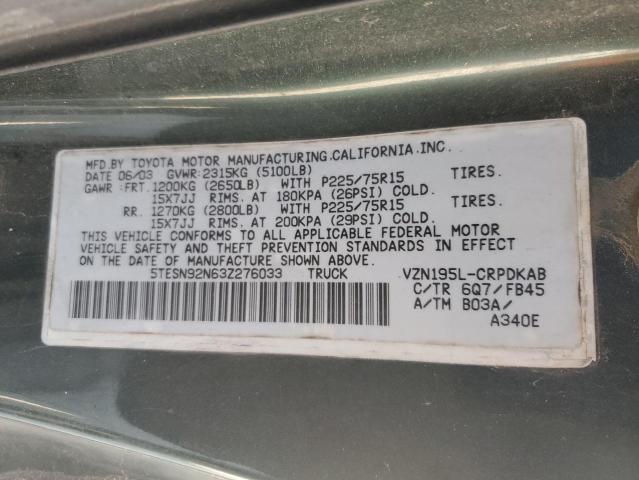 MFD.BY TOYOTA MOTOR MANUFACTURING.CALIFORNIA.INC.
DATE 06/03 GVWR:2315KG (5100LB)
GAWR:FRT.1200KG (2650LB) WITH P225/75R15 TIRES.
15X7JJ RIMS. AT 180KPA (26PSI) COLD.
RR. 1270KG (2800LB) WITH P225/75R15 TIRES.
15X7JJ RIMS. AT 200KPA (29PSI) COLD.
THIS VEHICLE CONFORMS TO ALL APPLICABLE FEDERAL MOTOR
VEHICLE SAFETY AND THEFT PREVENTION STANDARDS IN EFFECT
ON THE DATE OF MANUFACTURE SHOWN ABOVE.
5TESN92N63Z276033 TRUCK VZN195L-CRPDKAB
C/TR 6Q7/FB45
A/TM B03A/
A340E